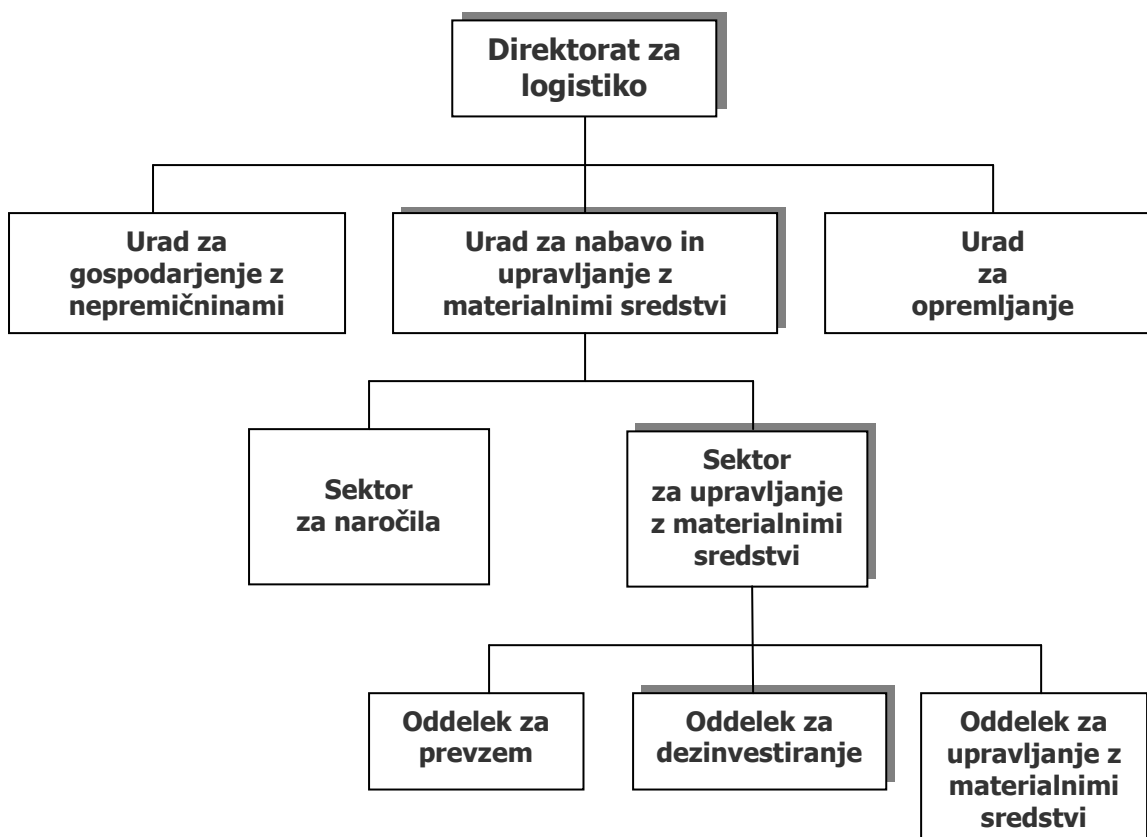 Direktorat za
logistiko
Urad za
gospodarjenje z
nepremičninami
Urad za nabavo in
upravljanje z
materialnimi sredstvi
Urad
za
opremljanje
Sektor
za naročila
Sektor
za upravljanje
z materialnimi
sredstvi
Oddelek za
prevzem
Oddelek za
dezinvestiranje
Oddelek za
upravljanje z
materialnimi
sredstvi